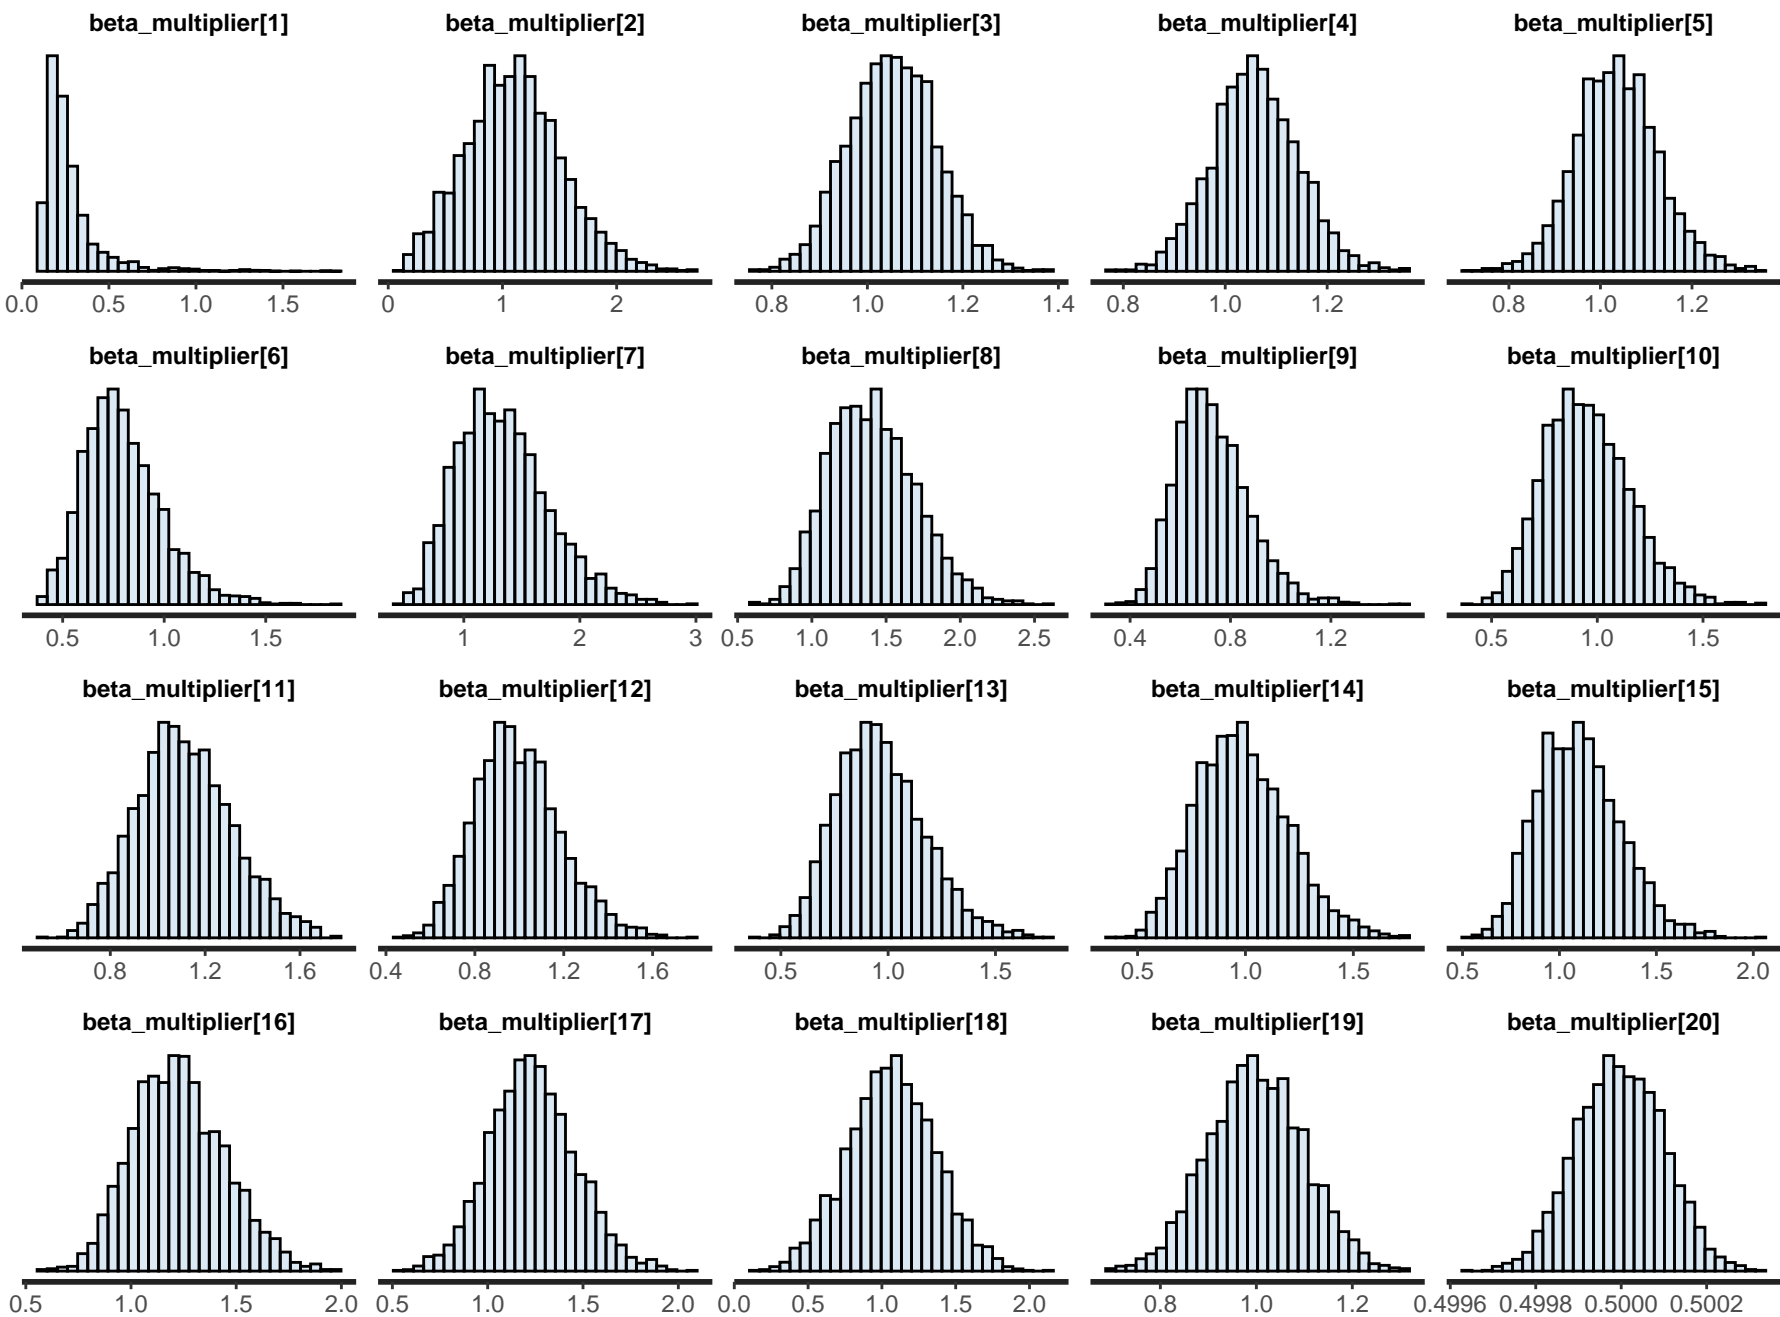 beta_multiplier[1] beta_multiplier[2] beta_multiplier[3] beta_multiplier[4] beta_multiplier[5]
0.0 0.5 1.0 1.5 0 1 2 0.8 1.0 1.2 1.4 0.8 1.0 1.2 0.8 1.0 1.2
beta_multiplier[6] beta_multiplier[7] beta_multiplier[8] beta_multiplier[9] beta_multiplier[10]
0.5 1.0 1.5 1 2 3 0.5 1.0 1.5 2.0 2.5 0.4 0.8 1.2 0.5 1.0 1.5
beta_multiplier[11] beta_multiplier[12] beta_multiplier[13] beta_multiplier[14] beta_multiplier[15]
0.8 1.2 1.6 0.4 0.8 1.2 1.6 0.5 1.0 1.5 0.5 1.0 1.5 0.5 1.0 1.5 2.0
beta_multiplier[16] beta_multiplier[17] beta_multiplier[18] beta_multiplier[19] beta_multiplier[20]
0.5 1.0 1.5 2.0 0.5 1.0 1.5 2.0 0.0 0.5 1.0 1.5 2.0 0.8 1.0 1.2 0.4996 0.4998 0.5000 0.5002